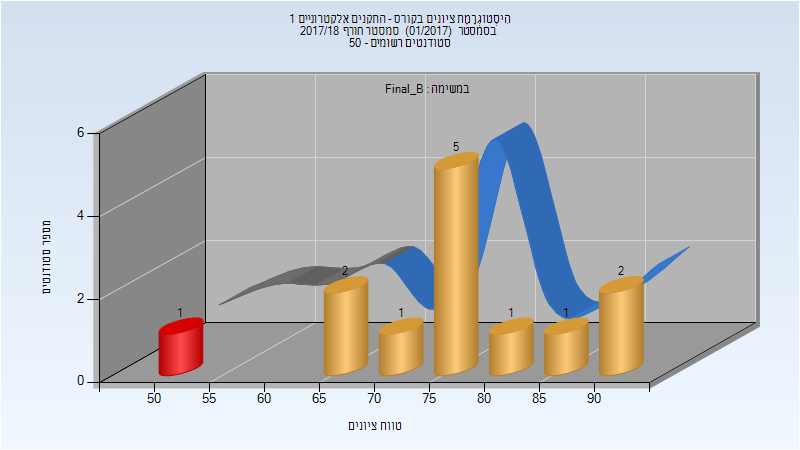 היסטוגרמת ציונים בקורס - התקנים אלקטרוניים 1
בסמסטר (01/2017) סמסטר חורף 2017/18
סטודנטים רשומים - 50
במשימה : Final_B
6
4
2
0
מספר סטודנטים
1
2
1
5
1
1
2
50 55 60 65 70 75 80 85 90
טווח ציונים